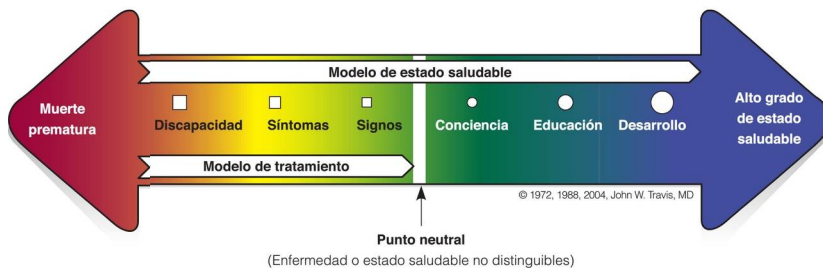 Modelo de estado saludable
Muerte
prematura
Discapacidad
Síntomas
Signos
Conciencia
Educación
Desarrollo
Alto grado
de estado
saludable
Modelo de tratamiento
© 1972, 1988, 2004, John W. Travis, MD
Punto neutral
(Enfermedad o estado saludable no distinguibles)